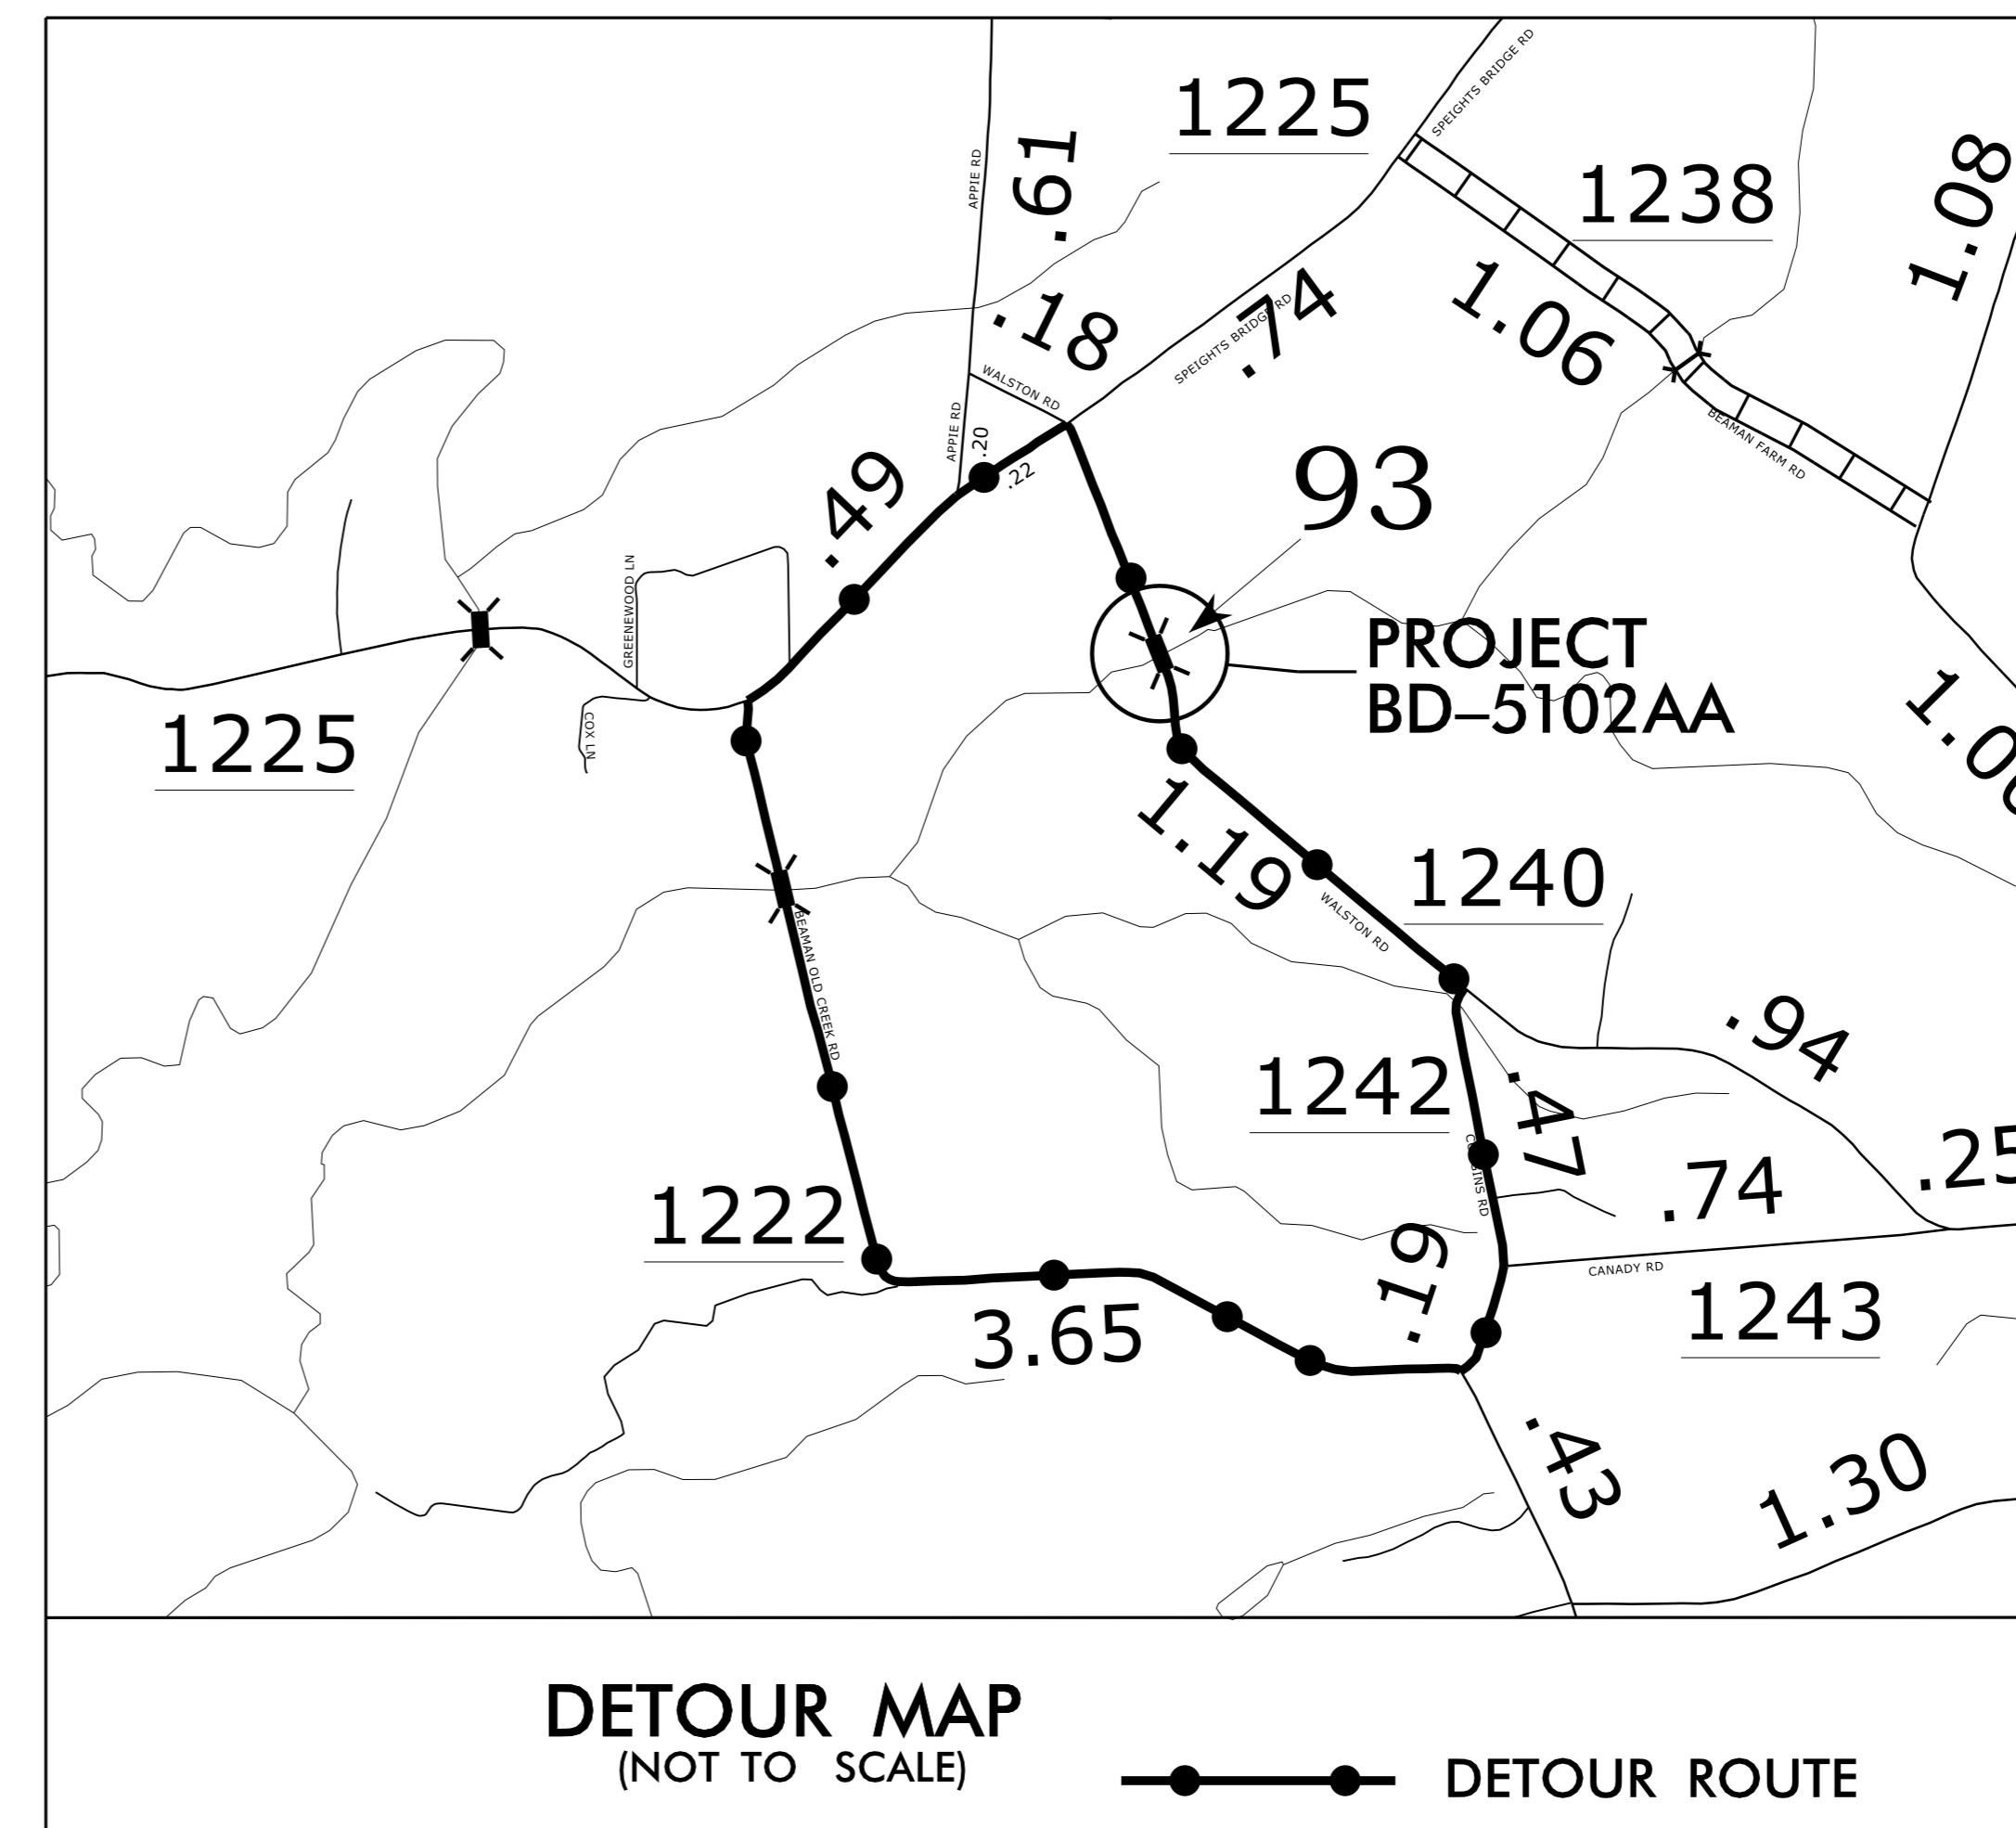 SPEIGHTS BRIDGE RD
1225
1238
1.08
.61
APPIE RD
.18
WALSTON RD
.74
SPEIGHTS BRIDGE RD
1.06
BEAMAN FARM RD
APPIE RD
.20
.22
.49
93
GREENEWOOD LN
COX LN
PROJECT
BD–5102AA
1225
1.19
1240
WALSTON RD
BEAMAN OLD CREEK RD
.94
1242
.47
.74
.25
1222
.19
CANADY RD
1243
3.65
.43
1.30
DETOUR MAP
(NOT TO SCALE)
DETOUR ROUTE